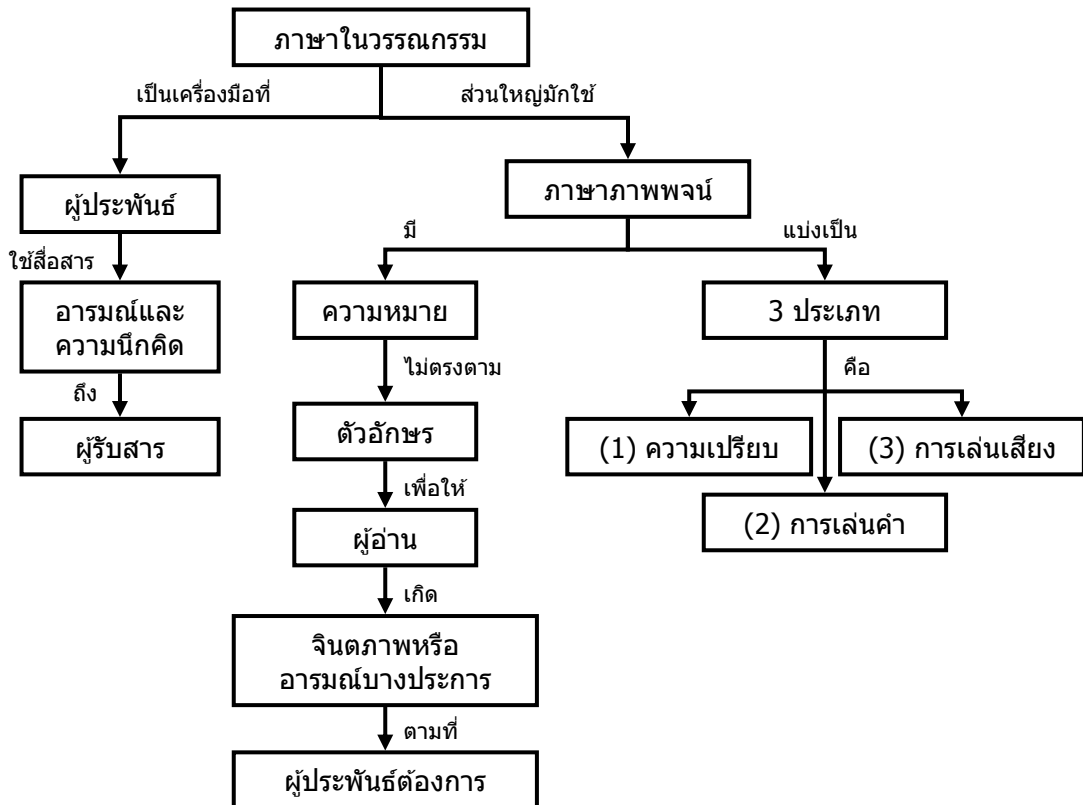 ภาษาในวรรณกรรม
เป็นเครื่องมือที่
ส่วนใหญ่มักใช้
ผู้ประพันธ์
ภาษาภาพพจน์
ใช้สื่อสาร
มี
แบ่งเป็น
อารมณ์และ
ความนึกคิด
ความหมาย
3 ประเภท
ถึง
ไม่ตรงตาม
คือ
ผู้รับสาร
ตัวอักษร
(1) ความเปรียบ
(3) การเล่นเสียง
เพื่อให้
(2) การเล่นคำ
ผู้อ่าน
เกิด
จินตภาพหรือ
อารมณ์บางประการ
ตามที่
ผู้ประพันธ์ต้องการ